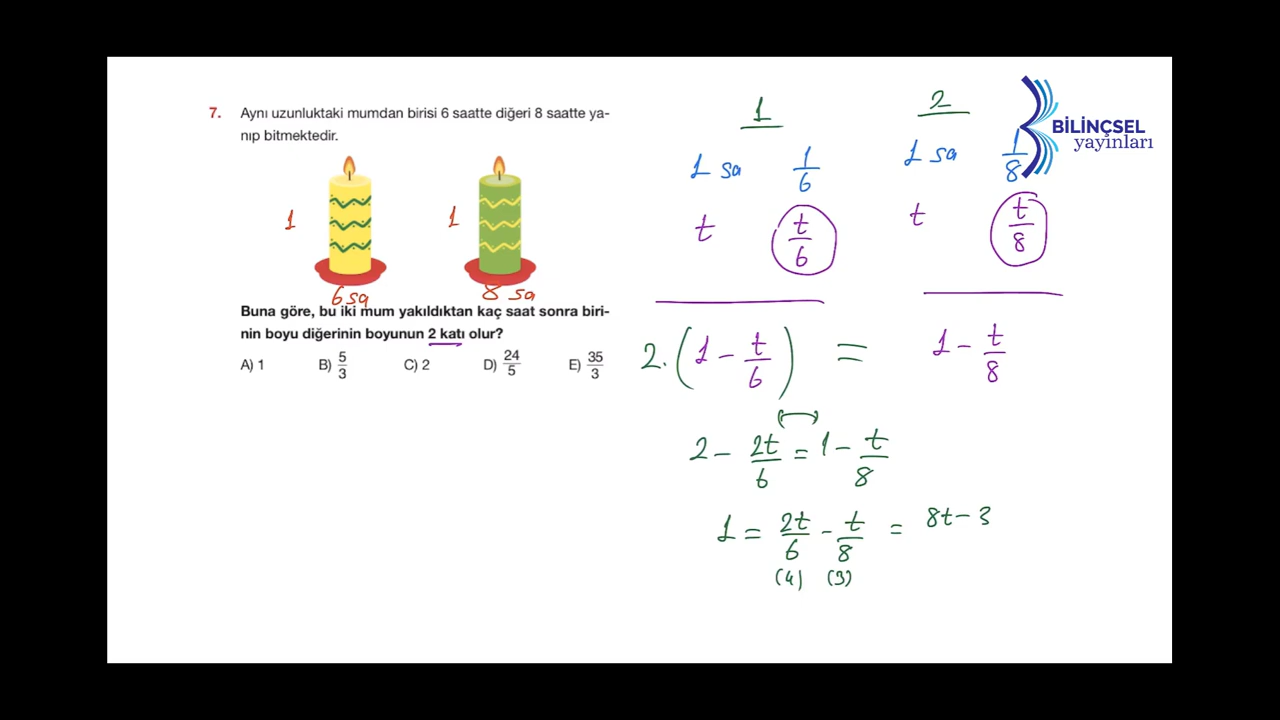 7. Aynı uzunluktaki mumdan birisi 6 saatte diğeri 8 saatte ya-
nıp bitmektedir.
1
1
6 sa
8 sa
Buna göre, bu iki mum yakıldıktan kaç saat sonra biri-
nin boyu diğerinin boyunun 2 katı olur?
A) 1 B) 5/3 C) 2 D) 24/5 E) 35/3
1
1 sa 1/6
t t/6
2
1 sa 1/8
t t/8
BİLİNÇSEL
yayınları
2.(1 - t/6) = 1 - t/8
2 - 2t/6 = 1 - t/8
1 = 2t/6 - t/8 = 8t - 3
(4) (3)